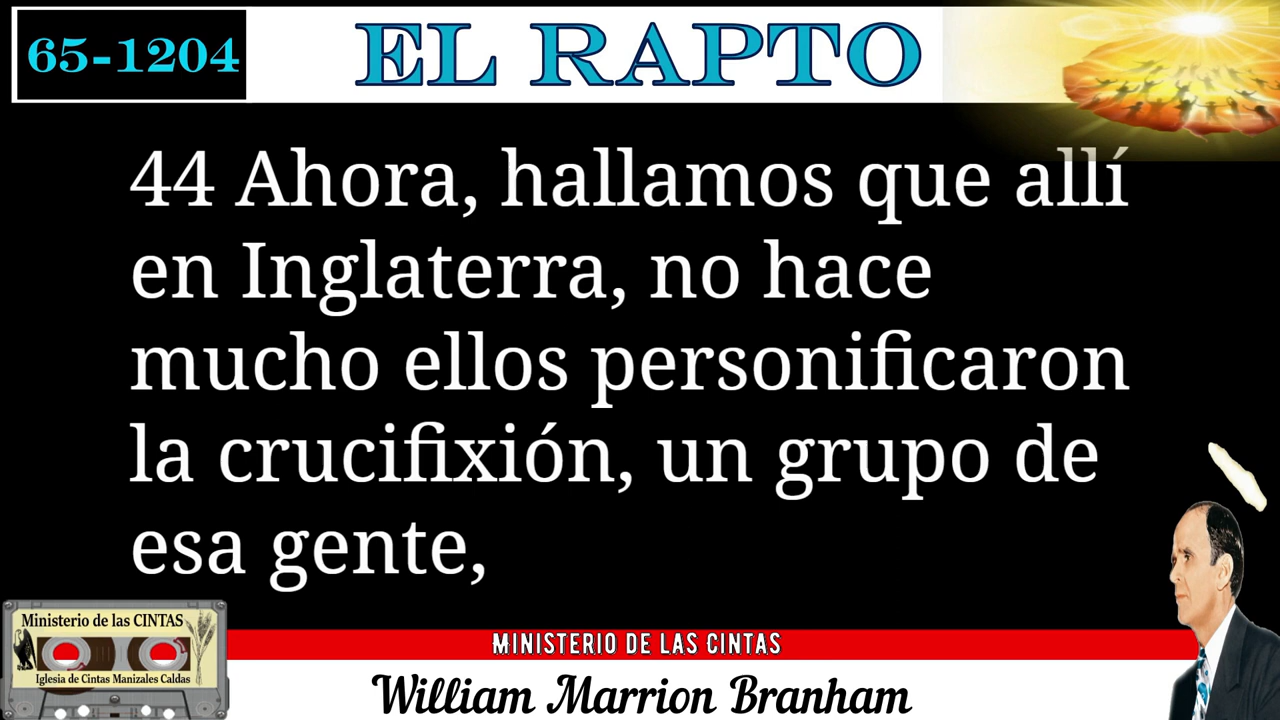 65-1204
EL RAPTO
44 Ahora, hallamos que allí
en Inglaterra, no hace
mucho ellos personificaron
la crucifixión, un grupo de
esa gente,
Ministerio de las CINTAS
Iglesia de Cintas Manizales Caldas
MINISTERIO DE LAS CINTAS
William Marrion Branham